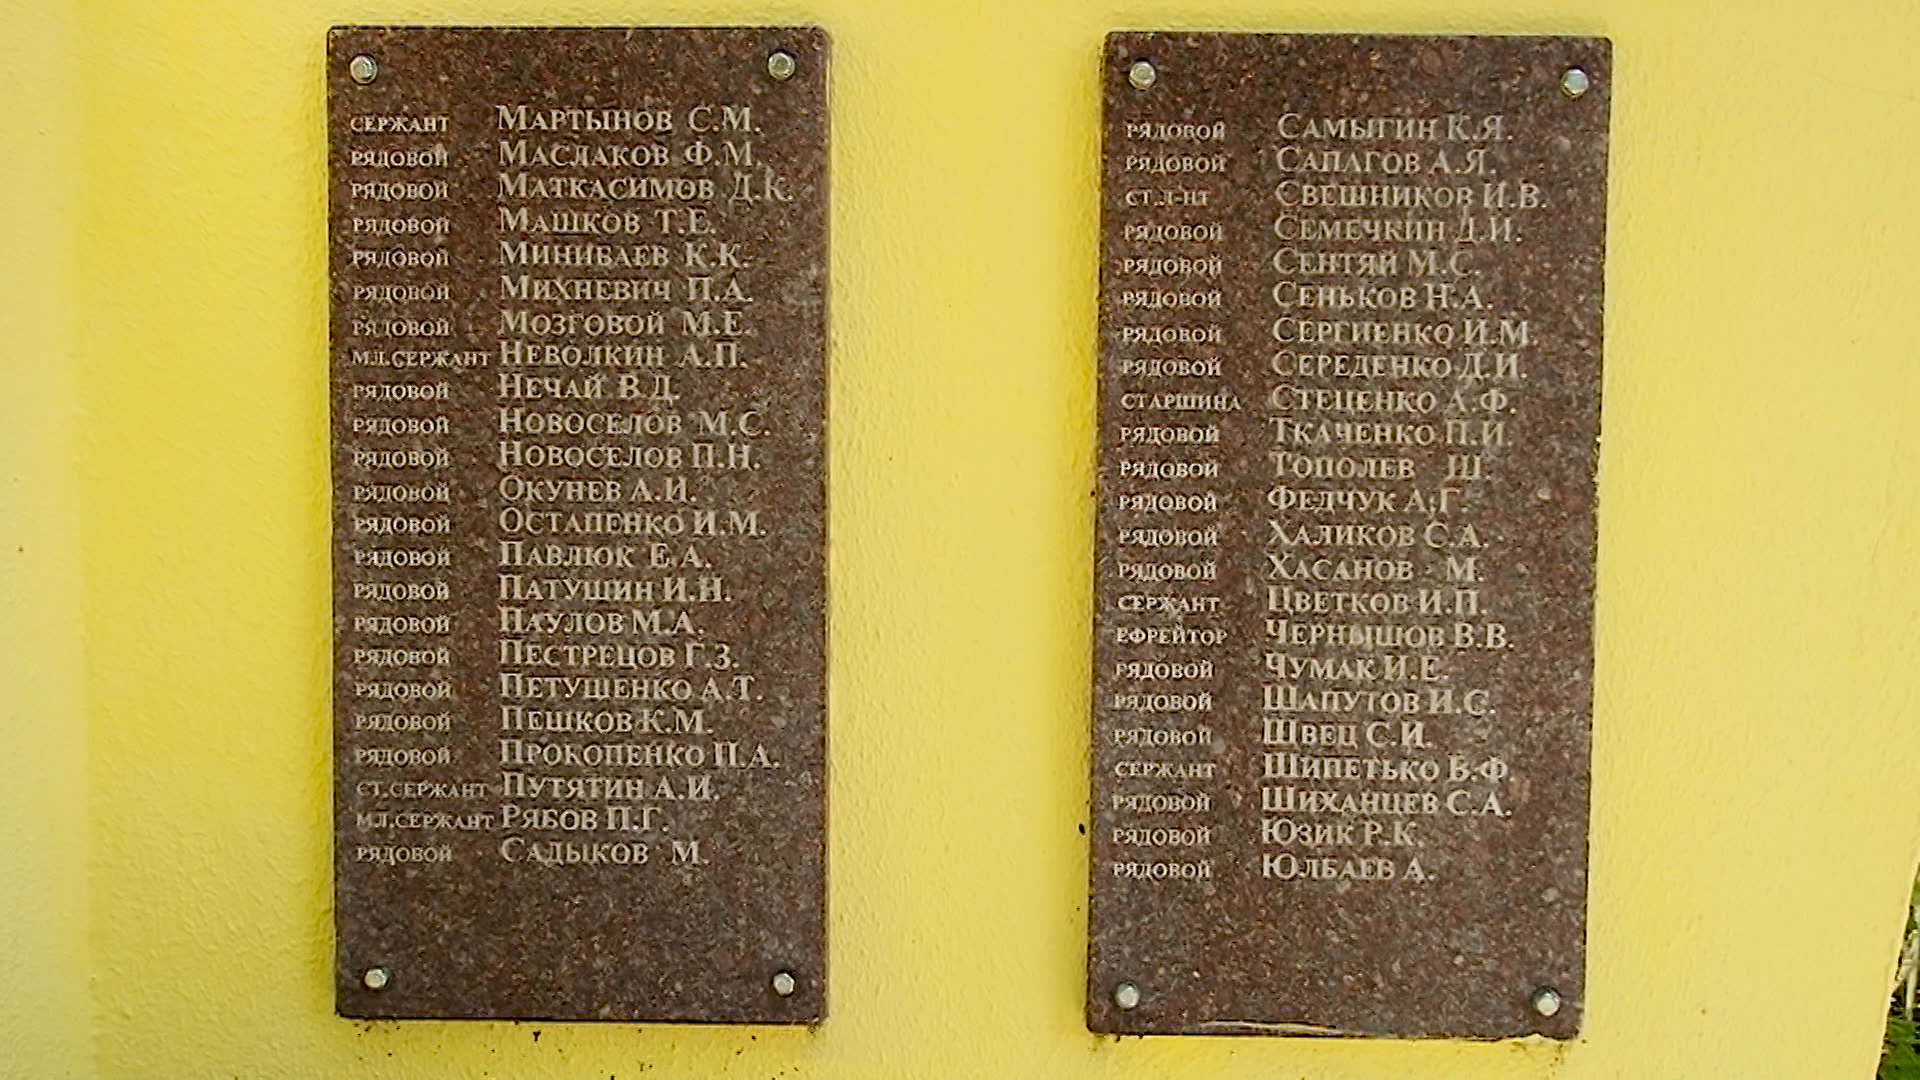 СЕРЖАНТ МАРТЫНОВ С.М.
РЯДОВОЙ МАСЛАКОВ Ф.М.
РЯДОВОЙ МАТКАСИМОВ Д.К.
РЯДОВОЙ МАШКОВ Т.Е.
РЯДОВОЙ МИНИБАЕВ К.К.
РЯДОВОЙ МИХНЕВИЧ П.А.
РЯДОВОЙ МОЗГОВОЙ М.Е.
МЛ.СЕРЖАНТ НЕВОЛКИН А.П.
РЯДОВОЙ НЕЧАЙ В.Д.
РЯДОВОЙ НОВОСЕЛОВ М.С.
РЯДОВОЙ НОВОСЕЛОВ П.Н.
РЯДОВОЙ ОКУНЕВ А.И.
РЯДОВОЙ ОСТАПЕНКО И.М.
РЯДОВОЙ ПАВЛЮК Е.А.
РЯДОВОЙ ПАТУШИН И.Н.
РЯДОВОЙ ПАУЛОВ М.А.
РЯДОВОЙ ПЕСТРЕЦОВ Г.З.
РЯДОВОЙ ПЕТУШЕНКО А.Т.
РЯДОВОЙ ПЕШКОВ К.М.
РЯДОВОЙ ПРОКОПЕНКО П.А.
СТ.СЕРЖАНТ ПУТЯТИН А.И.
МЛ.СЕРЖАНТ РЯБОВ П.Г.
РЯДОВОЙ САДЫКОВ М.
РЯДОВОЙ САМЫГИН К.Я.
РЯДОВОЙ САПАГОВ А.Я.
СТ.Л-НТ СВЕШНИКОВ И.В.
РЯДОВОЙ СЕМЕЧКИН Д.И.
РЯДОВОЙ СЕНТЯЙ М.С.
РЯДОВОЙ СЕНЬКОВ Н.А.
РЯДОВОЙ СЕРГИЕНКО И.М.
РЯДОВОЙ СЕРЕДЕНКО Д.И.
СТАРШИНА СТЕЦЕНКО А.Ф.
РЯДОВОЙ ТКАЧЕНКО П.И.
РЯДОВОЙ ТОПОЛЕВ Ш.
РЯДОВОЙ ФЕДЧУК А.Г.
РЯДОВОЙ ХАЛИКОВ С.А.
РЯДОВОЙ ХАСАНОВ М.
СЕРЖАНТ ЦВЕТКОВ И.П.
ЕФРЕЙТОР ЧЕРНЫШОВ В.В.
РЯДОВОЙ ЧУМАК И.Е.
РЯДОВОЙ ШАПУТОВ И.С.
РЯДОВОЙ ШВЕЦ С.И.
СЕРЖАНТ ШИПЕТЬКО В.Ф.
РЯДОВОЙ ШИХАНЦЕВ С.А.
РЯДОВОЙ ЮЗИК Р.К.
РЯДОВОЙ ЮЛБАЕВ А.